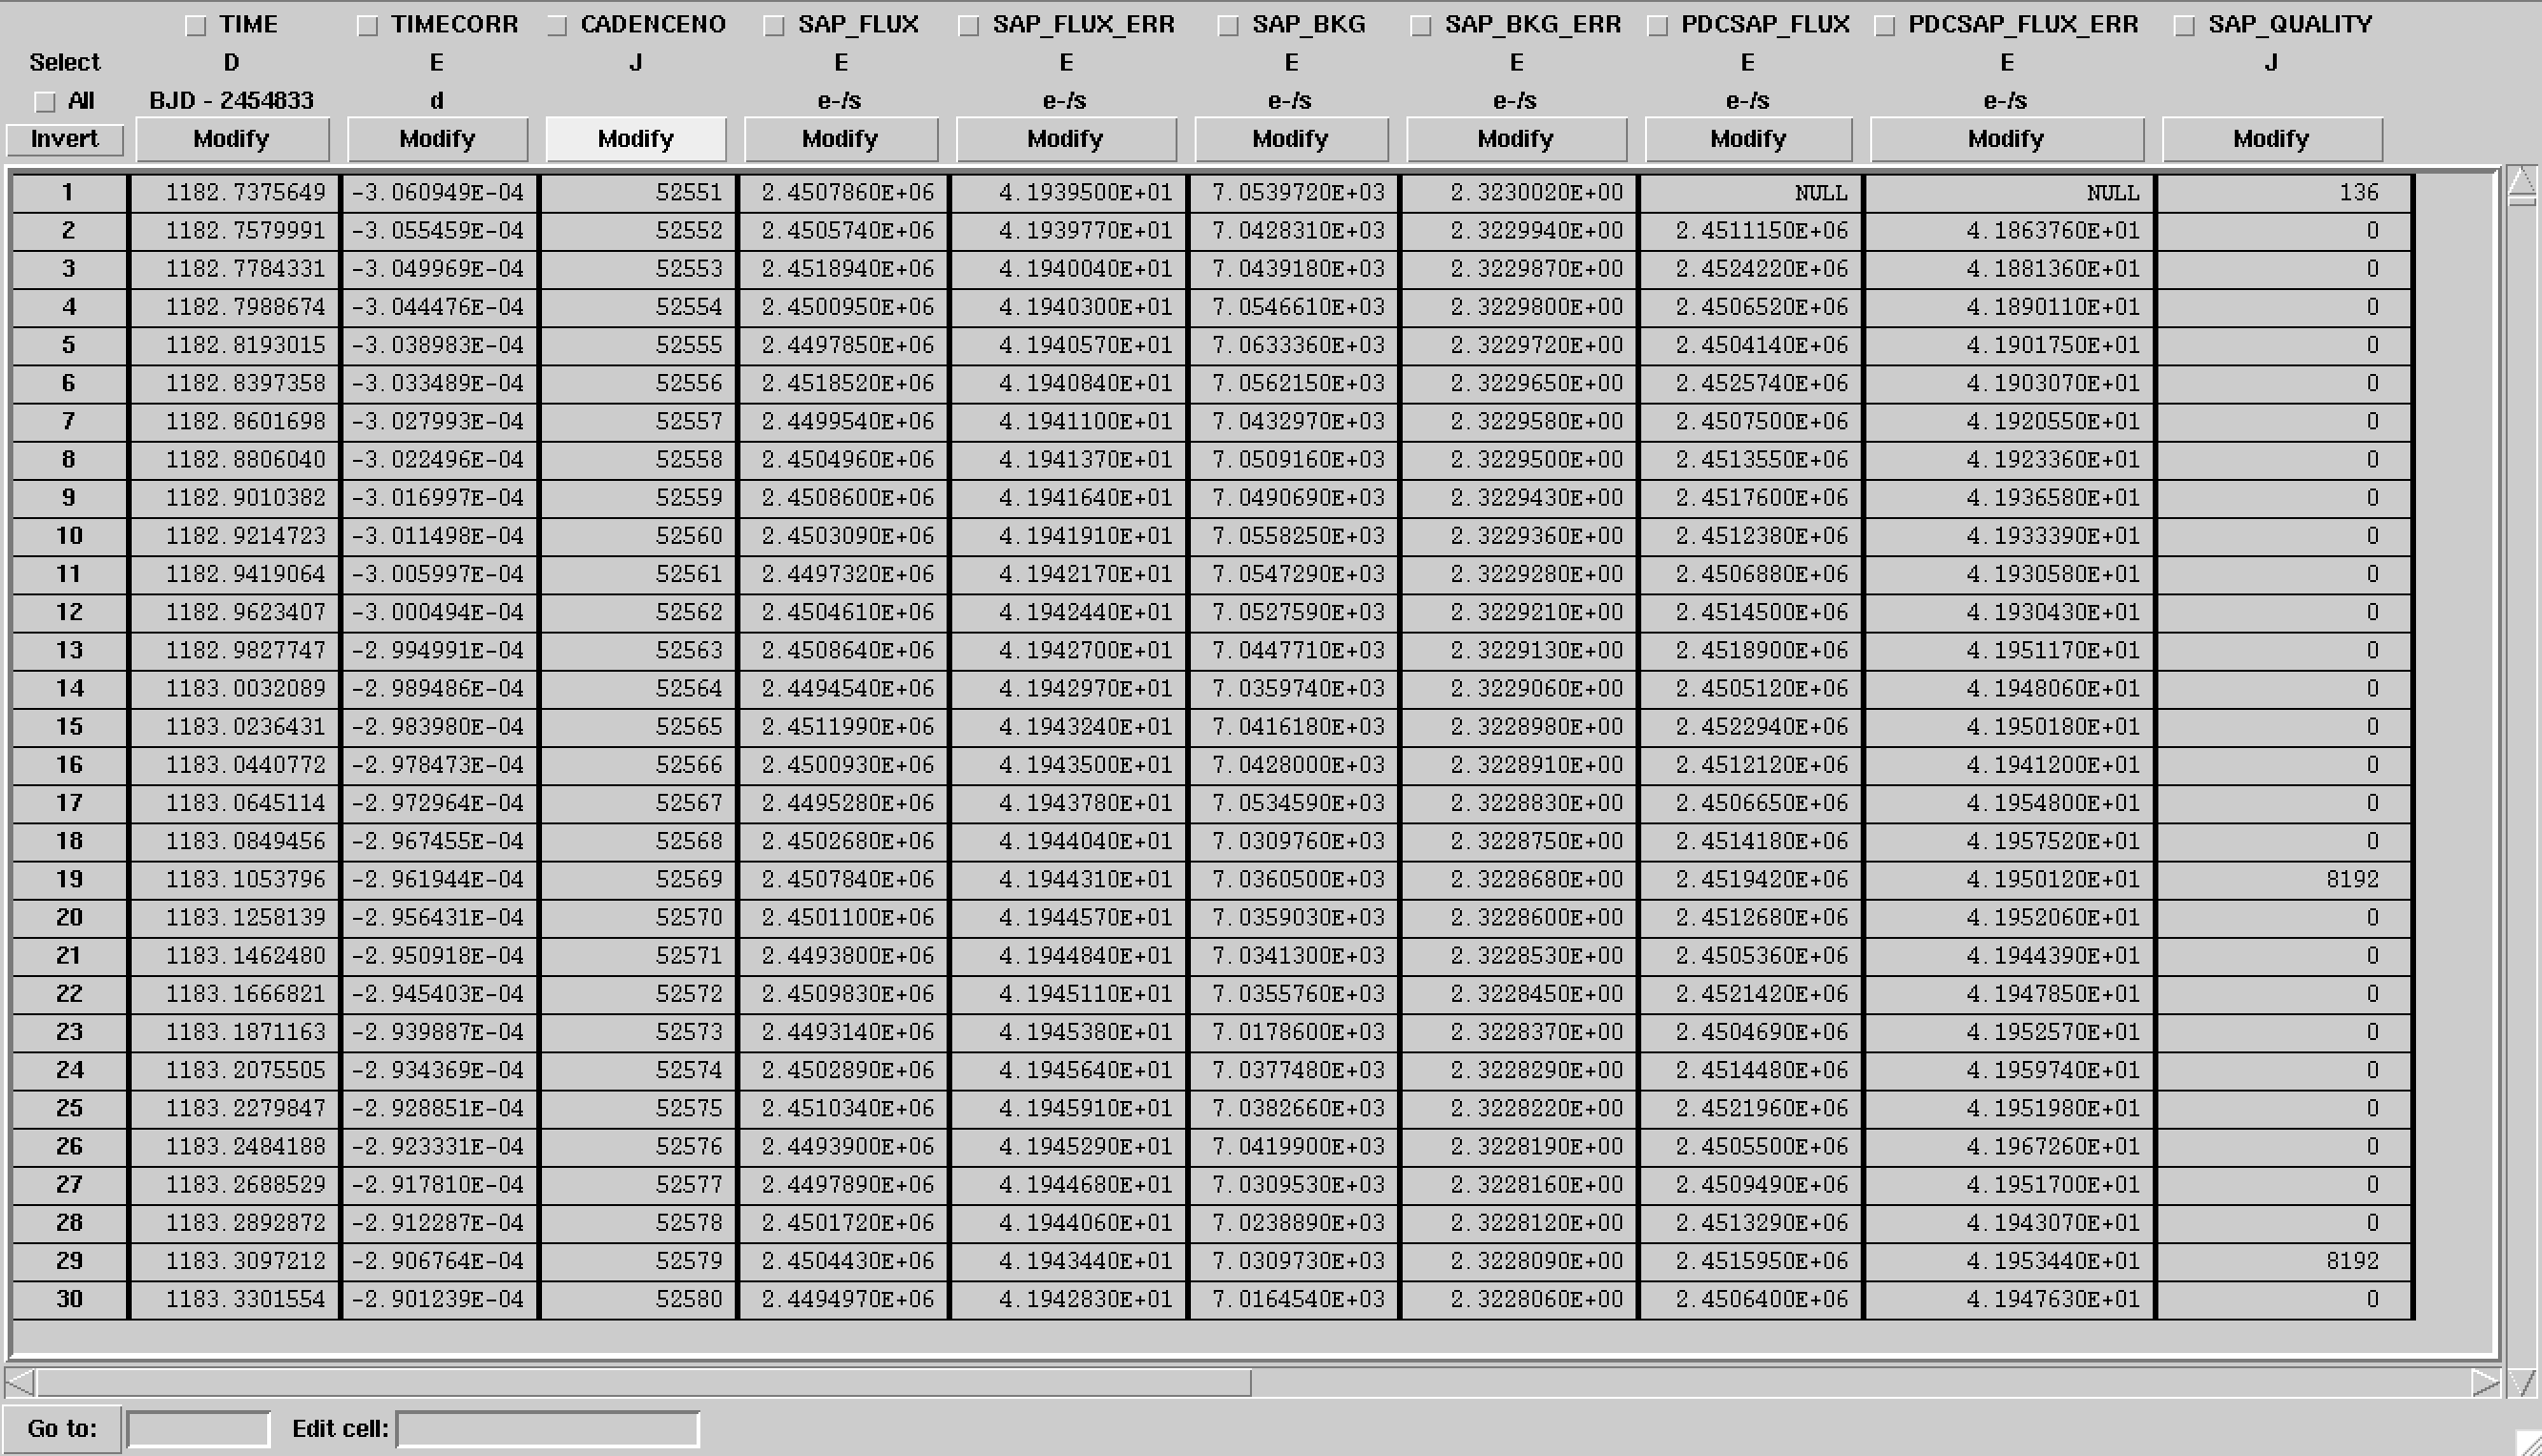 TIME TIMECORR CADENCENO SAP_FLUX SAP_FLUX_ERR SAP_BKG SAP_BKG_ERR PDCSAP_FLUX PDCSAP_FLUX_ERR SAP_QUALITY
Select D E J E E E E E E J
All BJD - 2454833 d e-/s e-/s e-/s e-/s e-/s e-/s
Invert Modify Modify Modify Modify Modify Modify Modify Modify Modify Modify
1 1182.7375649 -3.060949E-04 52551 2.4507860E+06 4.1939500E+01 7.0539720E+03 2.3230020E+00 NULL NULL 136
2 1182.7579991 -3.055459E-04 52552 2.4505740E+06 4.1939770E+01 7.0428310E+03 2.3229940E+00 2.4511150E+06 4.1863760E+01 0
3 1182.7784331 -3.049969E-04 52553 2.4518940E+06 4.1940040E+01 7.0439180E+03 2.3229870E+00 2.4524220E+06 4.1881360E+01 0
4 1182.7988674 -3.044476E-04 52554 2.4500950E+06 4.1940300E+01 7.0546610E+03 2.3229800E+00 2.4506520E+06 4.1890110E+01 0
5 1182.8193015 -3.038983E-04 52555 2.4497850E+06 4.1940570E+01 7.0633360E+03 2.3229720E+00 2.4504140E+06 4.1901750E+01 0
6 1182.8397358 -3.033489E-04 52556 2.4518520E+06 4.1940840E+01 7.0562150E+03 2.3229650E+00 2.4525740E+06 4.1903070E+01 0
7 1182.8601698 -3.027993E-04 52557 2.4499540E+06 4.1941100E+01 7.0432970E+03 2.3229580E+00 2.4507500E+06 4.1920550E+01 0
8 1182.8806040 -3.022496E-04 52558 2.4504960E+06 4.1941370E+01 7.0509160E+03 2.3229500E+00 2.4513550E+06 4.1923360E+01 0
9 1182.9010382 -3.016997E-04 52559 2.4508600E+06 4.1941640E+01 7.0490690E+03 2.3229430E+00 2.4517600E+06 4.1936580E+01 0
10 1182.9214723 -3.011498E-04 52560 2.4503090E+06 4.1941910E+01 7.0558250E+03 2.3229360E+00 2.4512380E+06 4.1933390E+01 0
11 1182.9419064 -3.005997E-04 52561 2.4497320E+06 4.1942170E+01 7.0547290E+03 2.3229280E+00 2.4506880E+06 4.1930580E+01 0
12 1182.9623407 -3.000494E-04 52562 2.4504610E+06 4.1942440E+01 7.0527590E+03 2.3229210E+00 2.4514500E+06 4.1930430E+01 0
13 1182.9827747 -2.994991E-04 52563 2.4508640E+06 4.1942700E+01 7.0447710E+03 2.3229130E+00 2.4518900E+06 4.1951170E+01 0
14 1183.0032089 -2.989486E-04 52564 2.4494540E+06 4.1942970E+01 7.0359740E+03 2.3229060E+00 2.4505120E+06 4.1948060E+01 0
15 1183.0236431 -2.983980E-04 52565 2.4511990E+06 4.1943240E+01 7.0416180E+03 2.3228980E+00 2.4522940E+06 4.1950180E+01 0
16 1183.0440772 -2.978473E-04 52566 2.4500930E+06 4.1943500E+01 7.0428000E+03 2.3228910E+00 2.4512120E+06 4.1941200E+01 0
17 1183.0645114 -2.972964E-04 52567 2.4495280E+06 4.1943780E+01 7.0534590E+03 2.3228830E+00 2.4506650E+06 4.1954800E+01 0
18 1183.0849456 -2.967455E-04 52568 2.4502680E+06 4.1944040E+01 7.0309760E+03 2.3228750E+00 2.4514180E+06 4.1957520E+01 0
19 1183.1053796 -2.961944E-04 52569 2.4507840E+06 4.1944310E+01 7.0360500E+03 2.3228680E+00 2.4519420E+06 4.1950120E+01 8192
20 1183.1258139 -2.956431E-04 52570 2.4501100E+06 4.1944570E+01 7.0359030E+03 2.3228600E+00 2.4512680E+06 4.1952060E+01 0
21 1183.1462480 -2.950918E-04 52571 2.4493800E+06 4.1944840E+01 7.0341300E+03 2.3228530E+00 2.4505360E+06 4.1944390E+01 0
22 1183.1666821 -2.945403E-04 52572 2.4509830E+06 4.1945110E+01 7.0355760E+03 2.3228450E+00 2.4521420E+06 4.1947850E+01 0
23 1183.1871163 -2.939887E-04 52573 2.4493140E+06 4.1945380E+01 7.0178600E+03 2.3228370E+00 2.4504690E+06 4.1952570E+01 0
24 1183.2075505 -2.934369E-04 52574 2.4502890E+06 4.1945640E+01 7.0377480E+03 2.3228290E+00 2.4514480E+06 4.1959740E+01 0
25 1183.2279847 -2.928851E-04 52575 2.4510340E+06 4.1945910E+01 7.0382660E+03 2.3228220E+00 2.4521960E+06 4.1951980E+01 0
26 1183.2484188 -2.923331E-04 52576 2.4493900E+06 4.1945290E+01 7.0419900E+03 2.3228190E+00 2.4505500E+06 4.1967260E+01 0
27 1183.2688529 -2.917810E-04 52577 2.4497890E+06 4.1944680E+01 7.0309530E+03 2.3228160E+00 2.4509490E+06 4.1951700E+01 0
28 1183.2892872 -2.912287E-04 52578 2.4501720E+06 4.1944060E+01 7.0238890E+03 2.3228120E+00 2.4513290E+06 4.1943070E+01 0
29 1183.3097212 -2.906764E-04 52579 2.4504430E+06 4.1943440E+01 7.0309730E+03 2.3228090E+00 2.4515950E+06 4.1953440E+01 8192
30 1183.3301554 -2.901239E-04 52580 2.4494970E+06 4.1942830E+01 7.0164540E+03 2.3228060E+00 2.4506400E+06 4.1947630E+01 0
Go to: Edit cell: